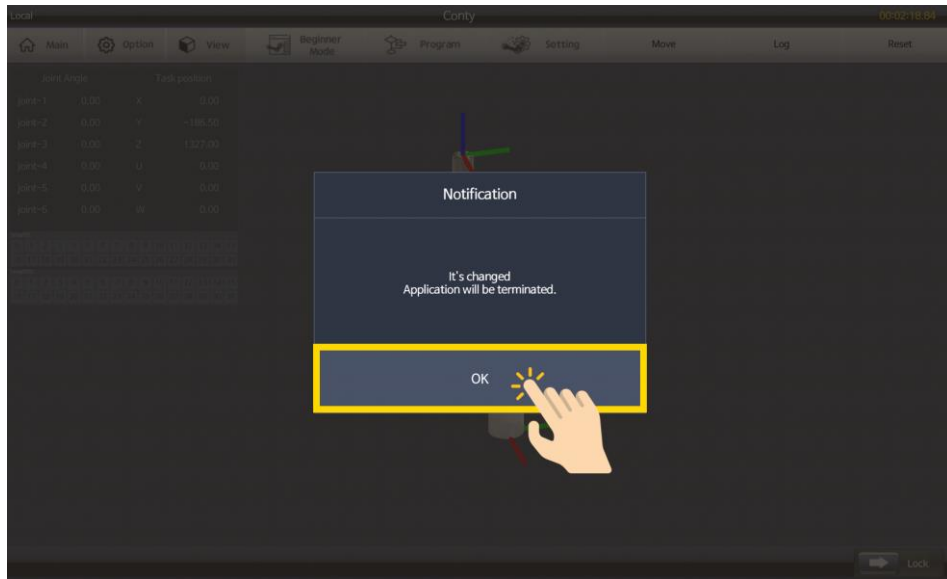 Local
Conty
00:02:18.84
Main
Option
View
Beginner
Mode
Program
Setting
Move
Log
Reset
Joint Angle Task position
Joint-1 0.00 X 0.00
Joint-2 0.00 Y -186.50
Joint-3 0.00 Z 1327.00
Joint-4 0.00 U 0.00
Joint-5 0.00 V 0.00
Joint-6 0.00 W 0.00
Notification
It's changed
Application will be terminated.
OK
Lock